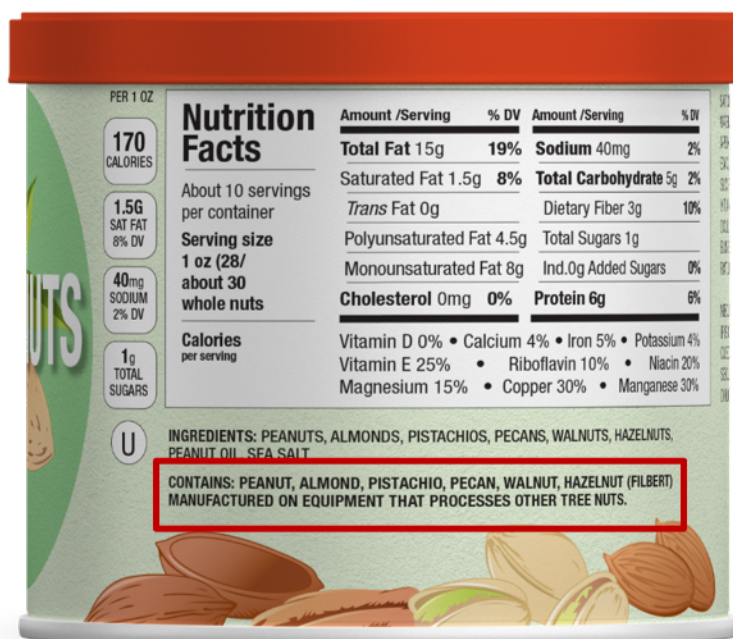 PER 1 OZ
170
CALORIES
1.5G
SAT FAT
8% DV
40mg
SODIUM
2% DV
1g
TOTAL
SUGARS
UTS
U
Nutrition
Facts
About 10 servings
per container
Serving size
1 oz (28/
about 30
whole nuts
Calories
per serving
Amount /Serving % DV
Total Fat 15g 19%
Saturated Fat 1.5g 8%
Trans Fat 0g
Polyunsaturated Fat 4.5g
Monounsaturated Fat 8g
Cholesterol 0mg 0%
Amount /Serving % DV
Sodium 40mg 2%
Total Carbohydrate 5g 2%
Dietary Fiber 3g 10%
Total Sugars 1g
Ind.0g Added Sugars 0%
Protein 6g 6%
Vitamin D 0% • Calcium 4% • Iron 5% • Potassium 4%
Vitamin E 25% • Riboflavin 10% • Niacin 20%
Magnesium 15% • Copper 30% • Manganese 30%
INGREDIENTS: PEANUTS, ALMONDS, PISTACHIOS, PECANS, WALNUTS, HAZELNUTS,
PEANUT OIL, SEA SALT
CONTAINS: PEANUT, ALMOND, PISTACHIO, PECAN, WALNUT, HAZELNUT (FILBERT)
MANUFACTURED ON EQUIPMENT THAT PROCESSES OTHER TREE NUTS.